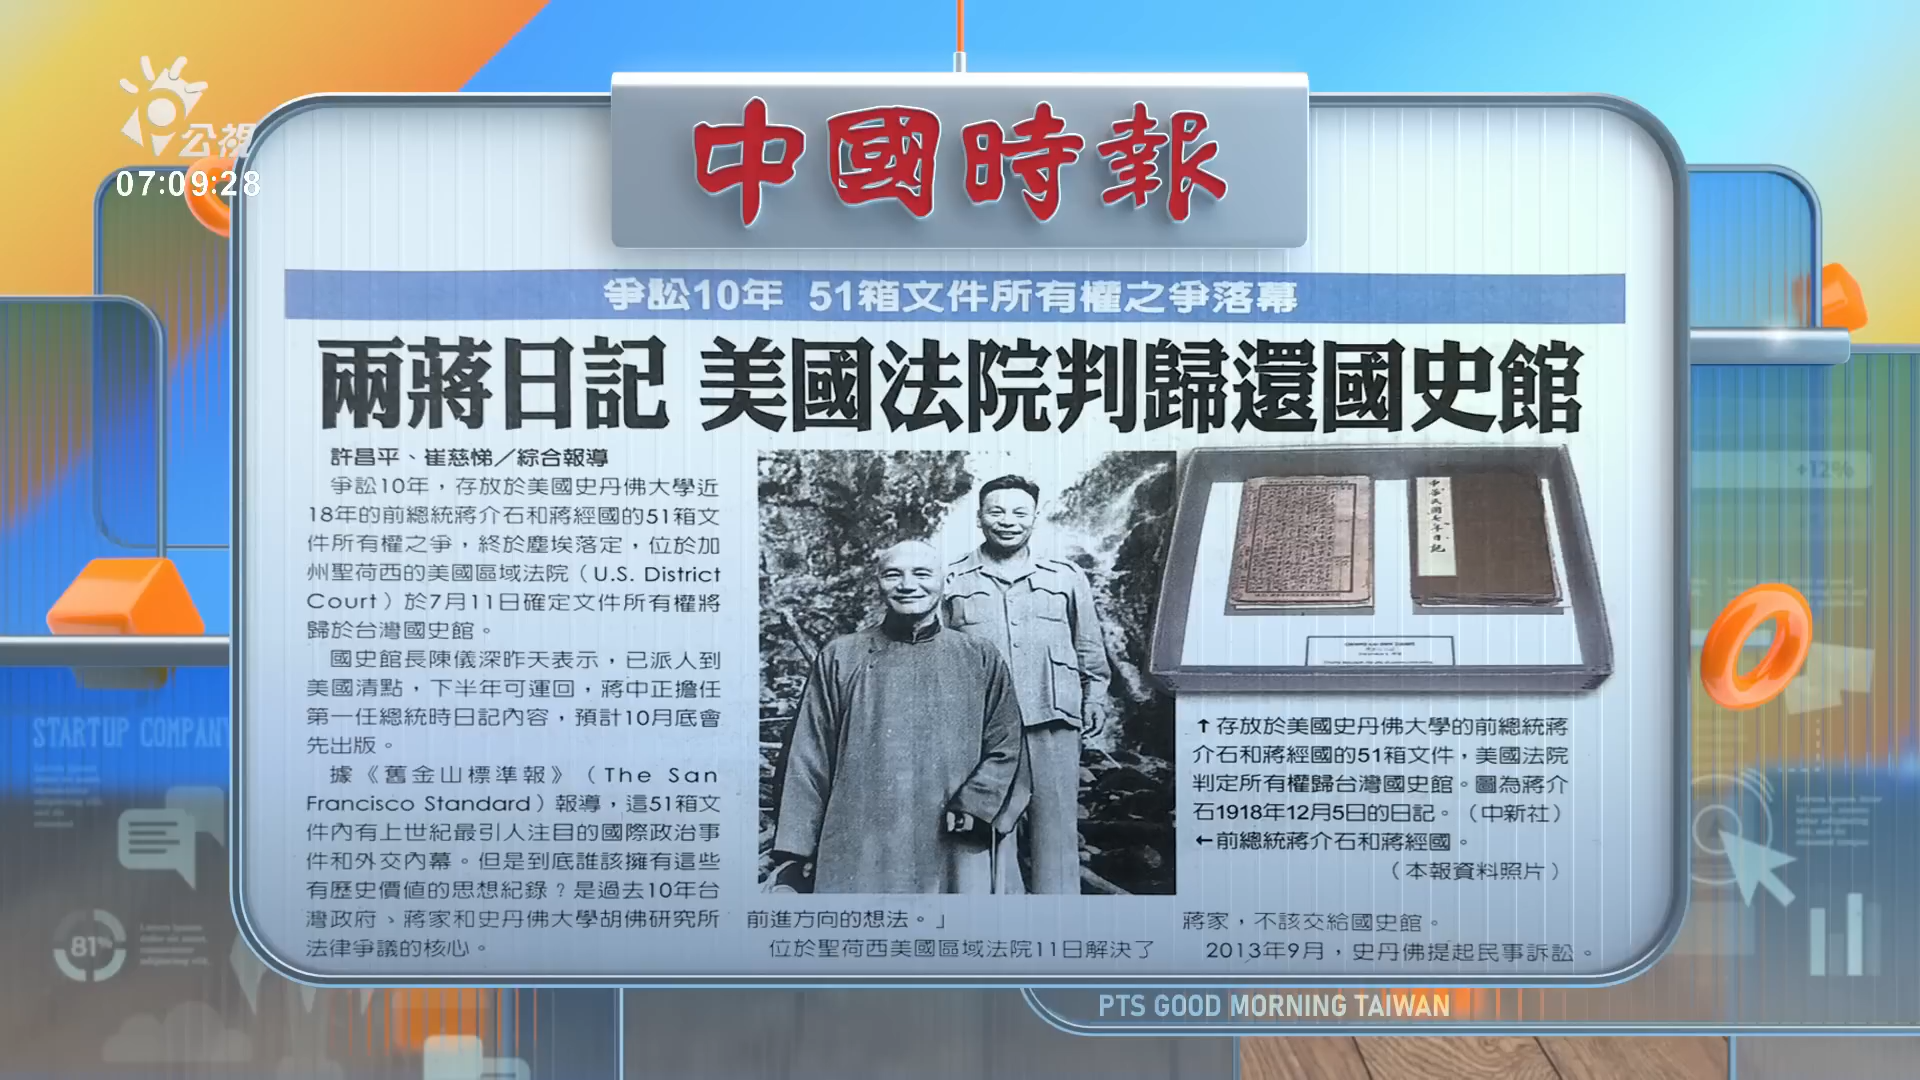 公視
07:09:28
中國時報
爭訟10年 51箱文件所有權之爭落幕
兩蔣日記 美國法院判歸還國史館
許昌平、崔慈悌／綜合報導
爭訟10年，存放於美國史丹佛大學近
18年的前總統蔣介石和蔣經國的51箱文
件所有權之爭，終於塵埃落定，位於加
州聖荷西的美國區域法院（U.S. District
Court）於7月11日確定文件所有權將
歸於台灣國史館。
國史館長陳儀深昨天表示，已派人到
美國清點，下半年可運回，蔣中正擔任
第一任總統時日記內容，預計10月底會
先出版。
據《舊金山標準報》（The San
Francisco Standard）報導，這51箱文
件內有上世紀最引人注目的國際政治事
件和外交內幕。但是到底誰該擁有這些
有歷史價值的思想紀錄？是過去10年台
灣政府、蔣家和史丹佛大學胡佛研究所
法律爭議的核心。
前進方向的想法。」
位於聖荷西美國區域法院11日解決了
中華民國七年日記
↑存放於美國史丹佛大學的前總統蔣
介石和蔣經國的51箱文件，美國法院
判定所有權歸台灣國史館。圖為蔣介
石1918年12月5日的日記。（中新社）
←前總統蔣介石和蔣經國。
（本報資料照片）
蔣家，不該交給國史館。
2013年9月，史丹佛提起民事訴訟。
+12%
STARTUP COMPANY
81%
PTS GOOD MORNING TAIWAN